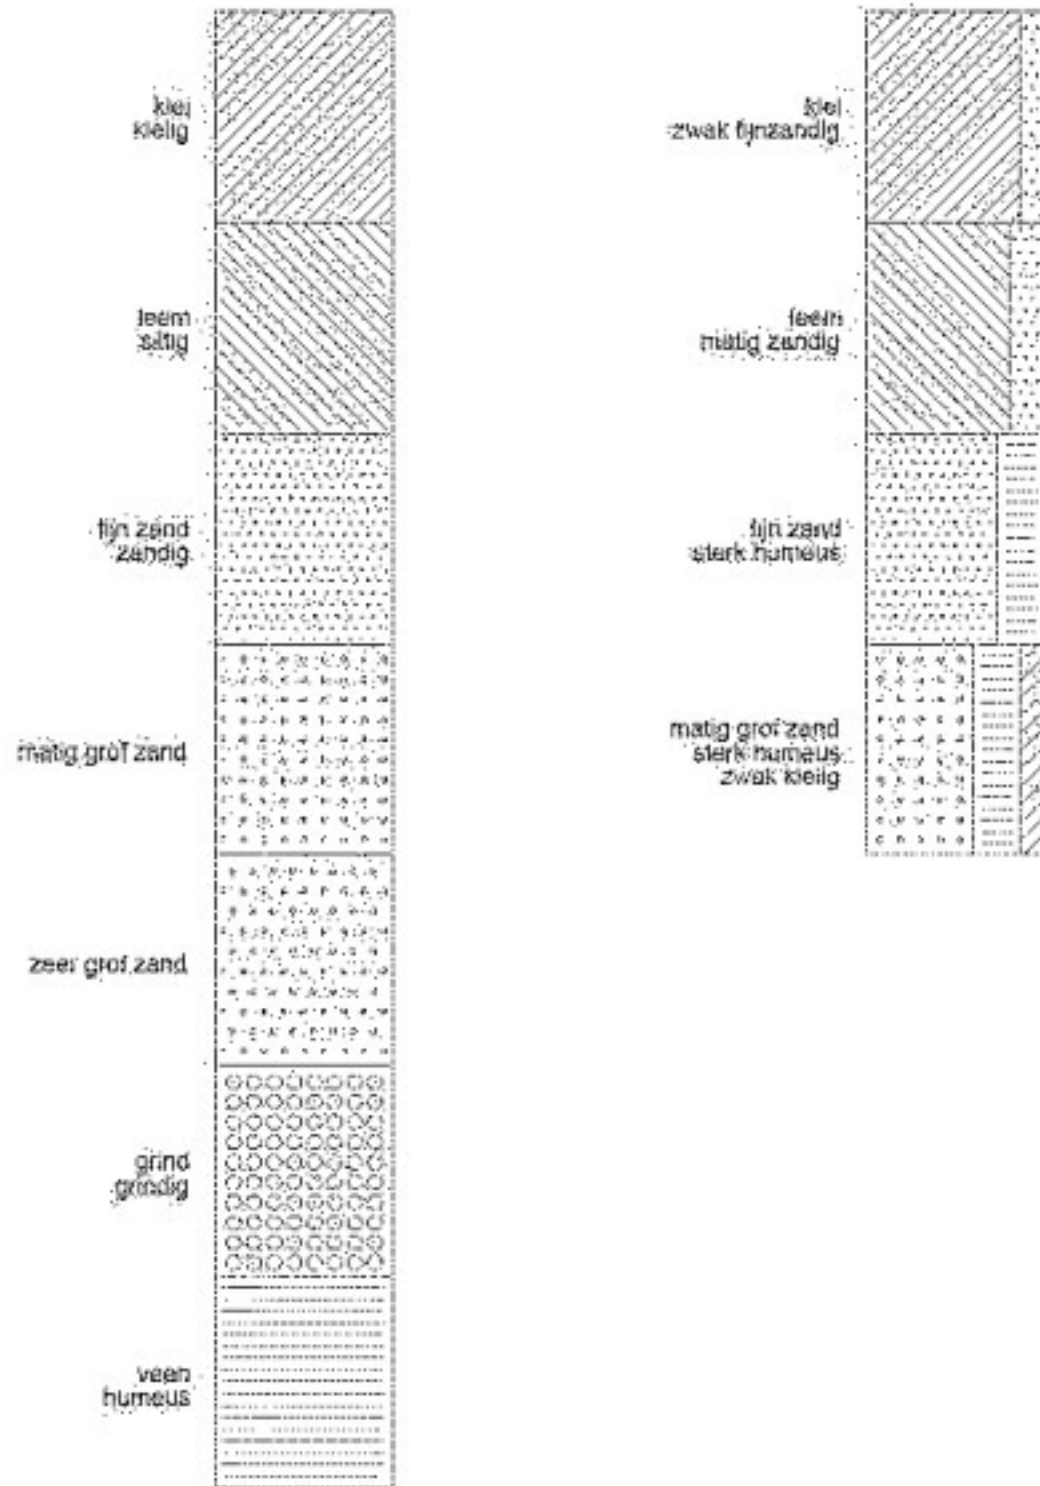 klei
kleiig
leem
siltig
fijn zand
zandig
matig grof zand
zeer grof zand
grind
grindig
veen
humeus
klei
zwak fijnzandig
leem
matig zandig
fijn zand
sterk humeus
matig grof zand
sterk humeus
zwak kleiig